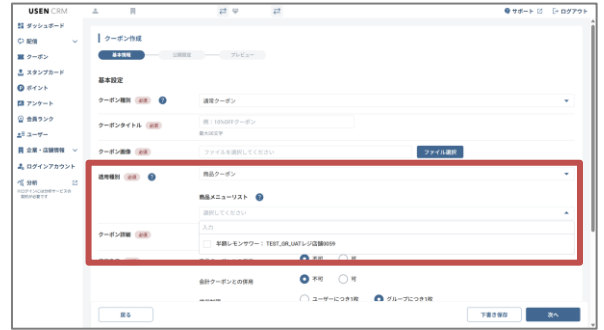 USEN CRM
サポート
ログアウト
ダッシュボード
配信
クーポン
スタンプカード
ポイント
アンケート
会員ランク
ユーザー
企業・店舗情報
ログインアカウント
分析
クーポン作成
基本情報
公開設定
プレビュー
基本設定
クーポン種別 必須
通常クーポン
クーポンタイトル 必須
例：10%OFFクーポン
クーポン画像 必須
ファイルを選択してください
ファイル選択
適用種別 必須
商品クーポン
商品メニューリスト
選択してください
入力
半額レモンサワー： TEST_GR_UATレジ店舗0059
クーポン詳細 必須
不可 可
会計クーポンとの併用
不可 可
ユーザーにつき1枚
グループにつき1枚
戻る
下書き保存
次へ